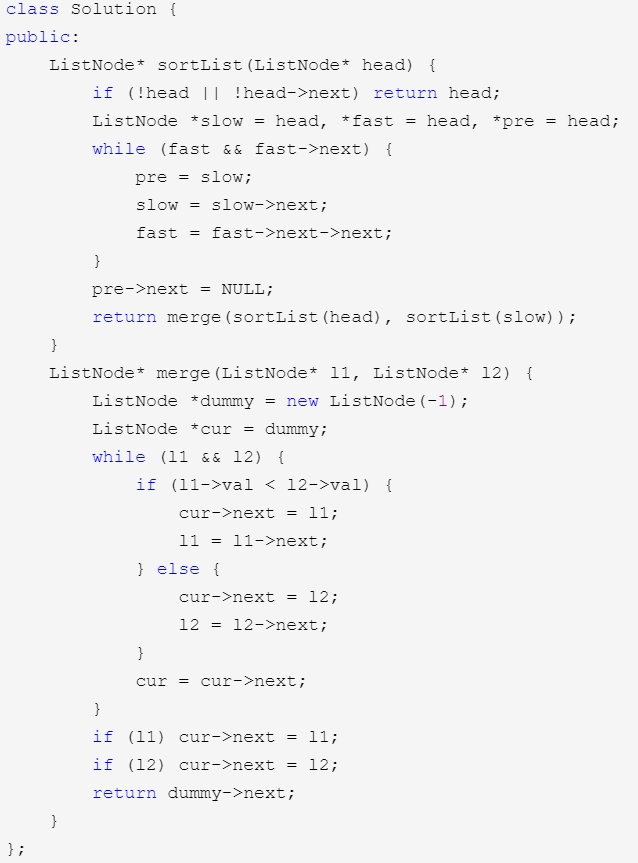 class Solution {
public:
    ListNode* sortList(ListNode* head) {
        if (!head || !head->next) return head;
        ListNode *slow = head, *fast = head, *pre = head;
        while (fast && fast->next) {
            pre = slow;
            slow = slow->next;
            fast = fast->next->next;
        }
        pre->next = NULL;
        return merge(sortList(head), sortList(slow));
    }
    ListNode* merge(ListNode* l1, ListNode* l2) {
        ListNode *dummy = new ListNode(-1);
        ListNode *cur = dummy;
        while (l1 && l2) {
            if (l1->val < l2->val) {
                cur->next = l1;
                l1 = l1->next;
            } else {
                cur->next = l2;
                l2 = l2->next;
            }
            cur = cur->next;
        }
        if (l1) cur->next = l1;
        if (l2) cur->next = l2;
        return dummy->next;
    }
};